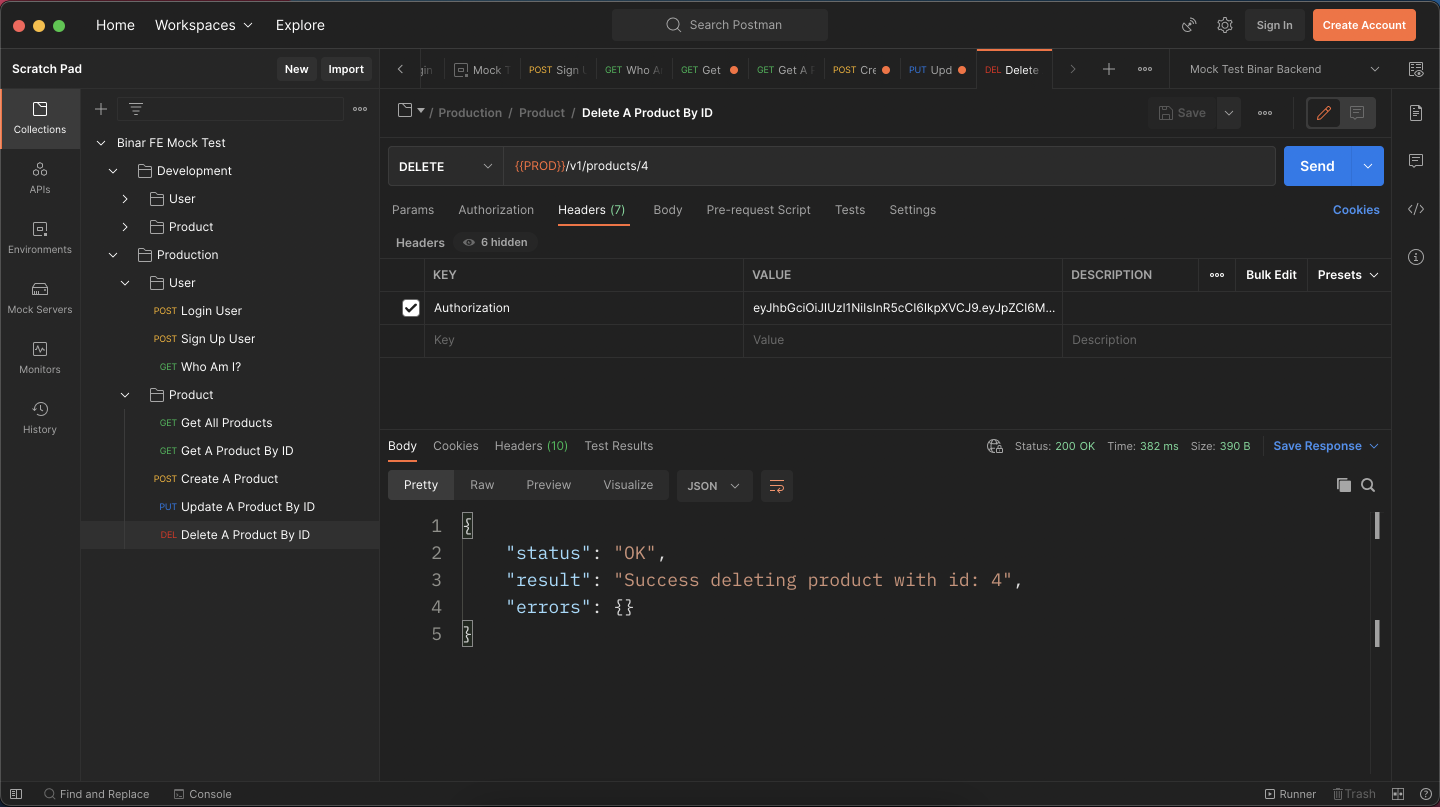 Home Workspaces Explore Search Postman Sign In Create Account
Scratch Pad New Import
Mock T POST Sign GET Who A GET Get GET Get A POST Cre PUT Upd DEL Delete Mock Test Binar Backend
Collections
APIs
Environments
Mock Servers
Monitors
History
Binar FE Mock Test
Development
User
Product
Production
User
POST Login User
POST Sign Up User
GET Who Am I?
Product
GET Get All Products
GET Get A Product By ID
POST Create A Product
PUT Update A Product By ID
DEL Delete A Product By ID
/ Production / Product / Delete A Product By ID Save
DELETE {{PROD}}/v1/products/4 Send
Params Authorization Headers (7) Body Pre-request Script Tests Settings Cookies
Headers 6 hidden
KEY VALUE DESCRIPTION Bulk Edit Presets
Authorization eyJhbGciOiJIUzI1NiIsInR5cCI6IkpXVCJ9.eyJpZCI6M...
Key Value Description
Body Cookies Headers (10) Test Results Status: 200 OK Time: 382 ms Size: 390 B Save Response
Pretty Raw Preview Visualize JSON
1 {
2 "status": "OK",
3 "result": "Success deleting product with id: 4",
4 "errors": {}
5 }
Find and Replace Console Runner Trash